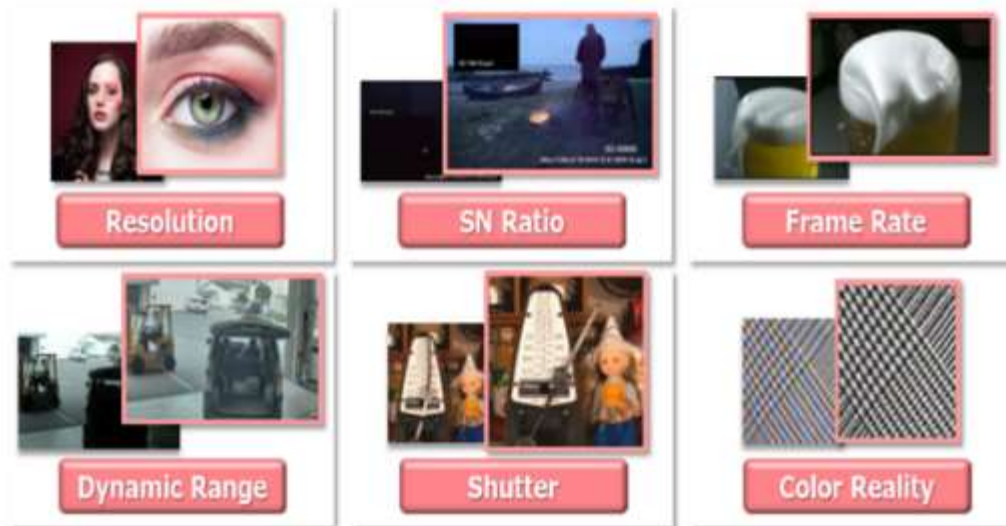 Resolution
SN Ratio
Frame Rate
Dynamic Range
Shutter
Color Reality